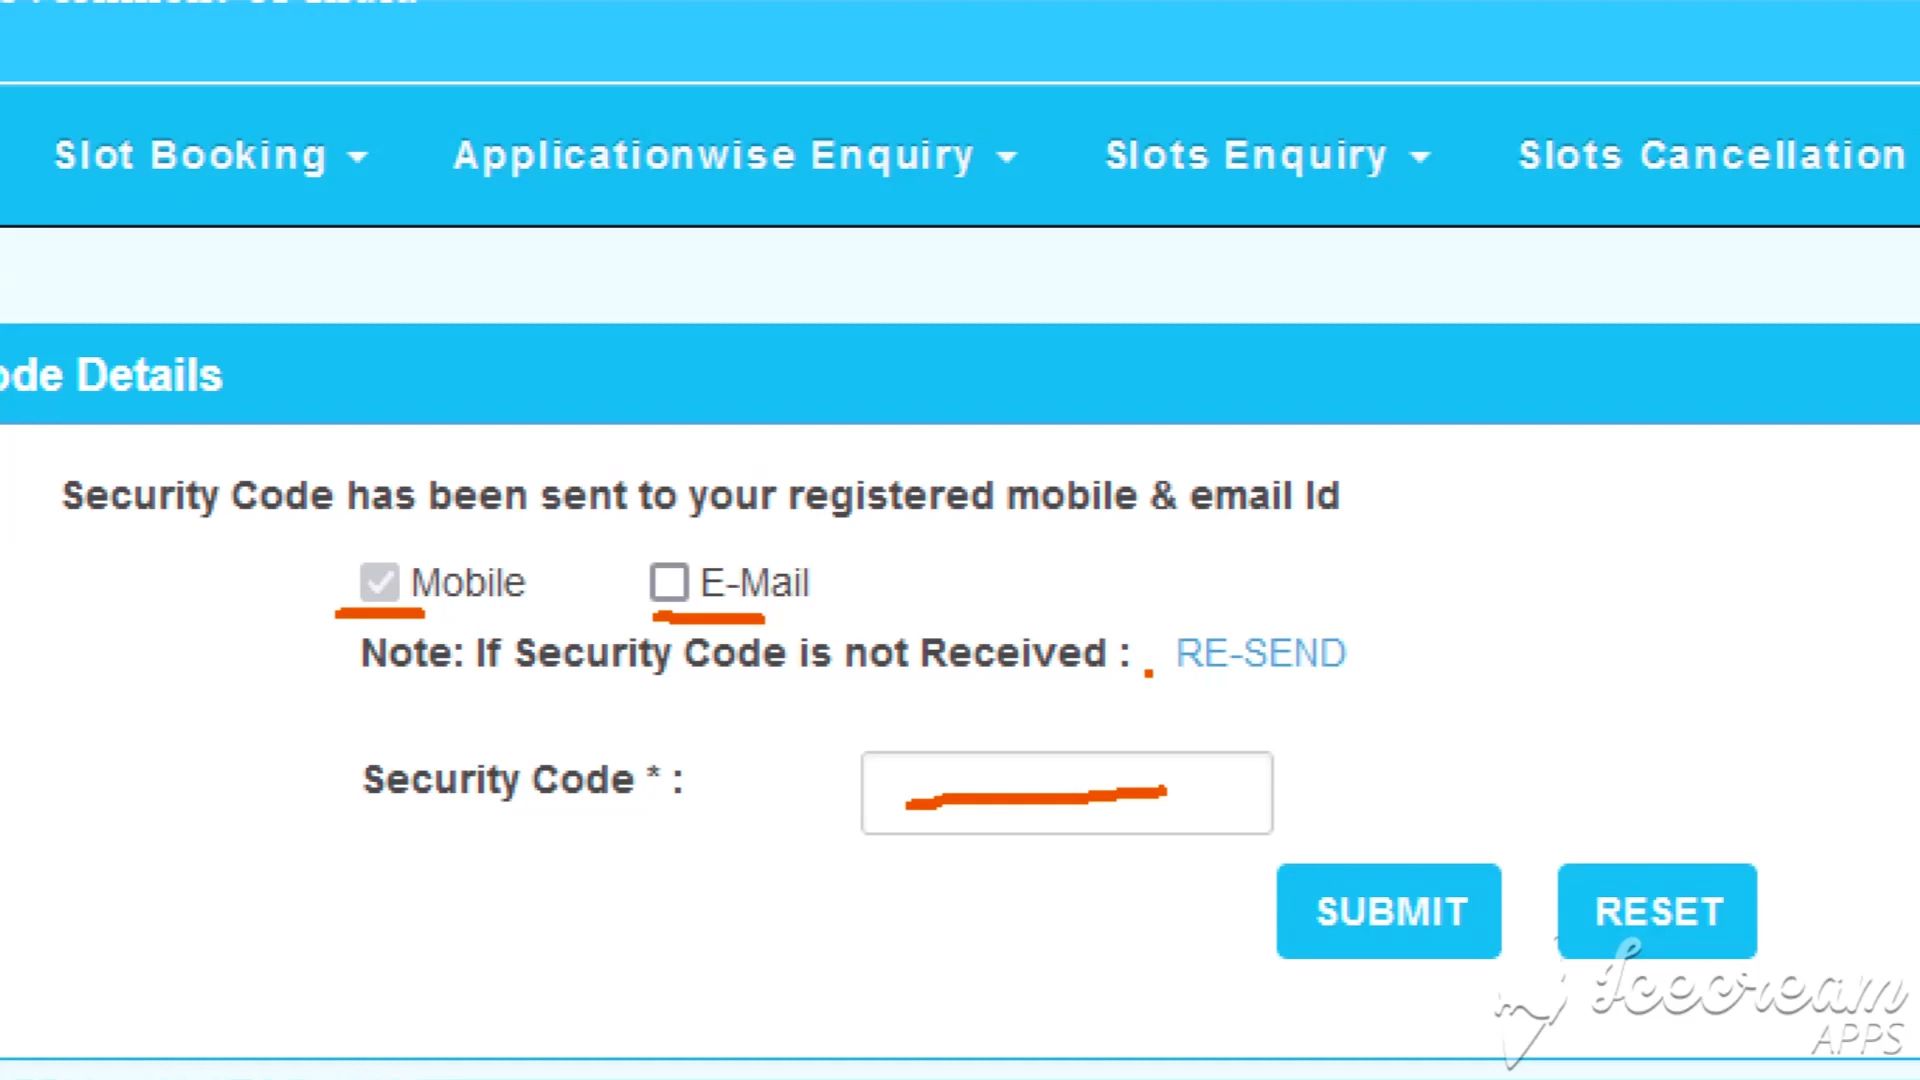 Slot Booking Applicationwise Enquiry Slots Enquiry Slots Cancellation
ode Details
Security Code has been sent to your registered mobile & email Id
Mobile E-Mail
Note: If Security Code is not Received : RE-SEND
Security Code * :
SUBMIT RESET
Icecream
APPS